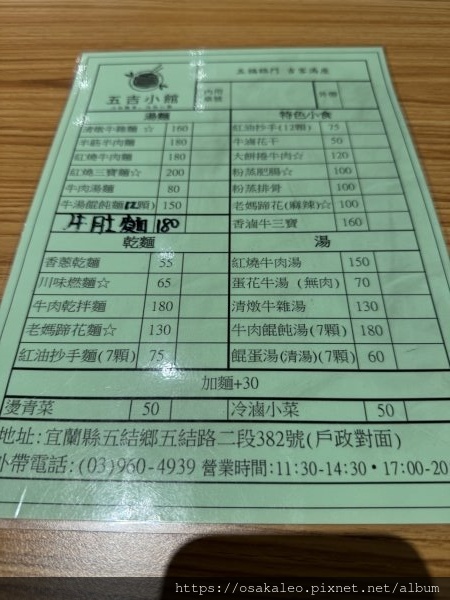 五吉小館
內用
桌號
外帶
湯麵
清燉牛雜麵☆ 160
半筋半肉麵 180
紅燒牛肉麵 180
紅燒三寶麵☆ 200
牛肉湯麵 80
牛湯餛飩麵(12顆) 150
牛肚麵 180
特色小食
紅油抄手(12顆) 75
牛滷花干 50
大餅捲牛肉☆ 120
粉蒸肥腸☆ 100
粉蒸排骨 100
老媽蹄花(麻辣)☆ 100
香滷牛三寶 160
乾麵
香蔥乾麵 55
川味燃麵☆ 65
牛肉乾拌麵 180
老媽蹄花麵☆ 130
紅油抄手麵(7顆) 75
湯
紅燒牛肉湯 150
蛋花牛湯(無肉) 70
清燉牛雜湯 130
牛肉餛飩湯(7顆) 180
餛蛋湯(清湯)(7顆) 60
加麵+30
燙青菜 50 冷滷小菜 50
地址:宜蘭縣五結鄉五結路二段382號(戶政對面)
外帶電話:(03)960-4939 營業時間:11:30-14:30•17:00-20
https://osakaleo.pixnet.net/album